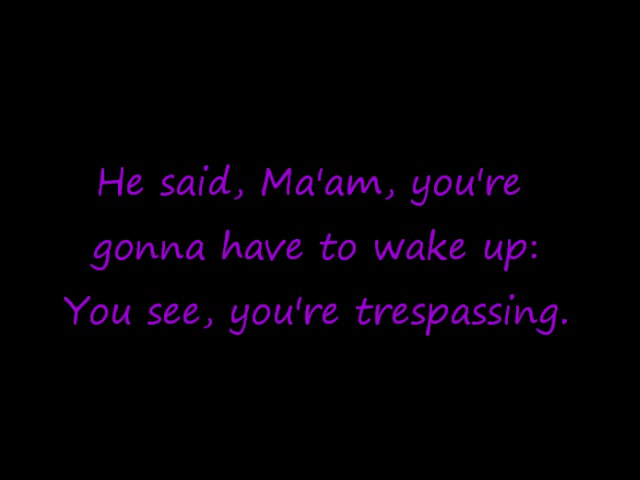 He said, Ma'am, you're
gonna have to wake up:
You see, you're trespassing.